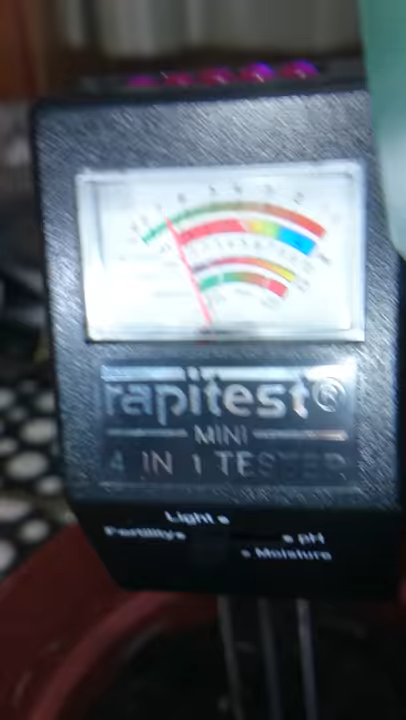 rapitest®
MINI
4 IN 1 TESTER
Light
Fertility
pH
Moisture